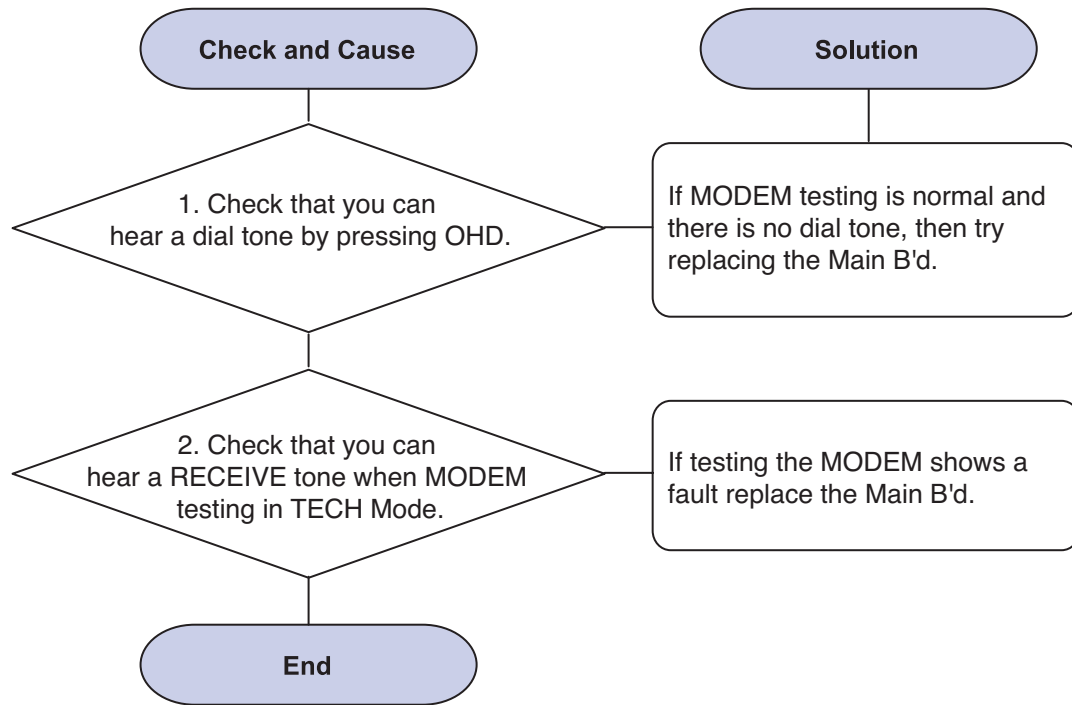 Check and Cause
Solution
1. Check that you can
hear a dial tone by pressing OHD.
If MODEM testing is normal and
there is no dial tone, then try
replacing the Main B'd.
2. Check that you can
hear a RECEIVE tone when MODEM
testing in TECH Mode.
If testing the MODEM shows a
fault replace the Main B'd.
End